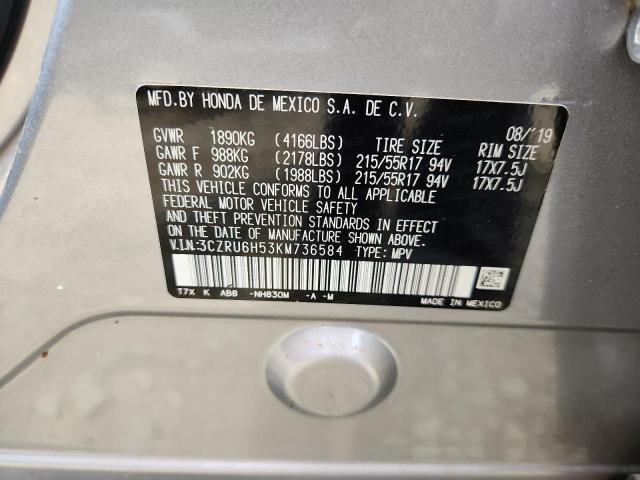 MFD.BY HONDA DE MEXICO S.A. DE C.V.
08/'19
GVWR 1890KG (4166LBS) TIRE SIZE RIM SIZE
GAWR F 988KG (2178LBS) 215/55R17 94V 17X7.5J
GAWR R 902KG (1988LBS) 215/55R17 94V 17X7.5J
THIS VEHICLE CONFORMS TO ALL APPLICABLE
FEDERAL MOTOR VEHICLE SAFETY
AND THEFT PREVENTION STANDARDS IN EFFECT
ON THE DATE OF MANUFACTURE SHOWN ABOVE.
V.I.N:3CZRU6H53KM736584 TYPE: MPV
T7X K ABB -NH830M -A -M
MADE IN MEXICO